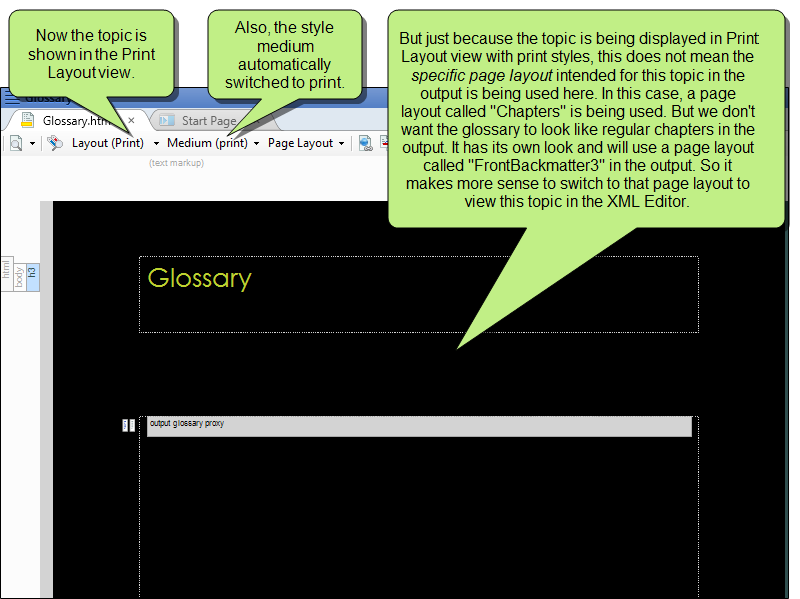 Now the topic is
shown in the Print
Layout view.
Also, the style
medium
automatically
switched to print.
But just because the topic is being displayed in Print
Layout view with print styles, this does not mean the
specific page layout intended for this topic in the
output is being used here. In this case, a page
layout called "Chapters" is being used. But we don't
want the glossary to look like regular chapters in the
output. It has its own look and will use a page layout
called "FrontBackmatter3" in the output. So it
makes more sense to switch to that page layout to
view this topic in the XML Editor.
Glossary
Glossary.htm
Start Page
Layout (Print)
Medium (print)
Page Layout
(text markup)
html
body
h3
Glossary
output glossary proxy